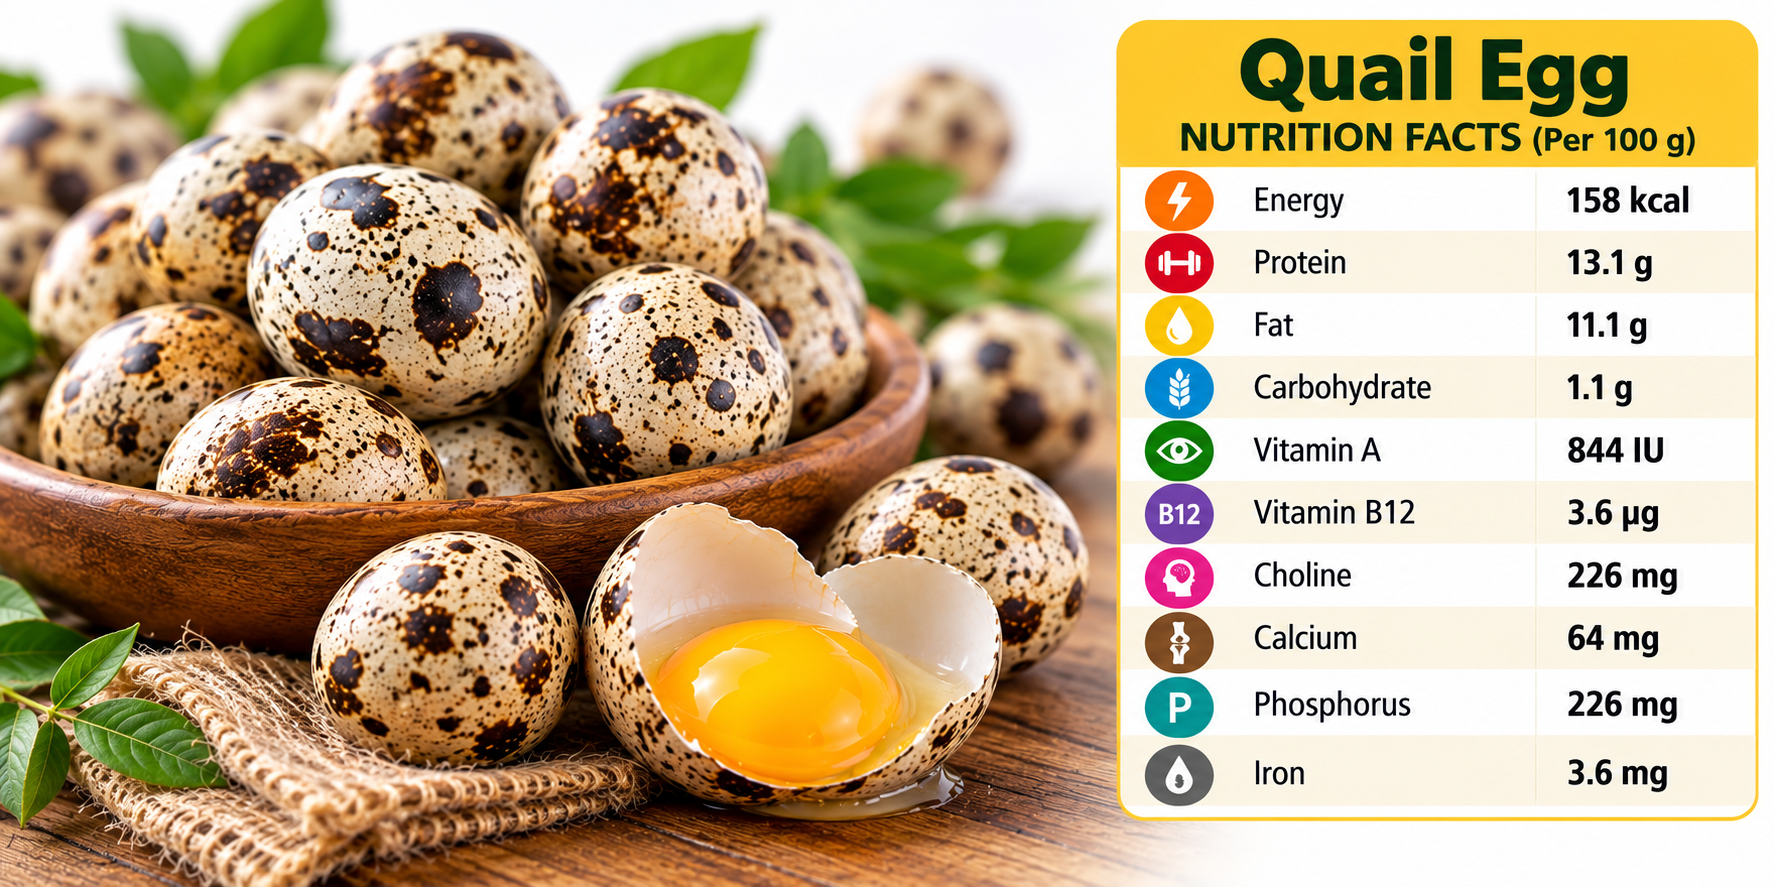 Quail Egg
NUTRITION FACTS (Per 100 g)
Energy 158 kcal
Protein 13.1 g
Fat 11.1 g
Carbohydrate 1.1 g
Vitamin A 844 IU
B12 Vitamin B12 3.6 µg
Choline 226 mg
Calcium 64 mg
P Phosphorus 226 mg
Iron 3.6 mg